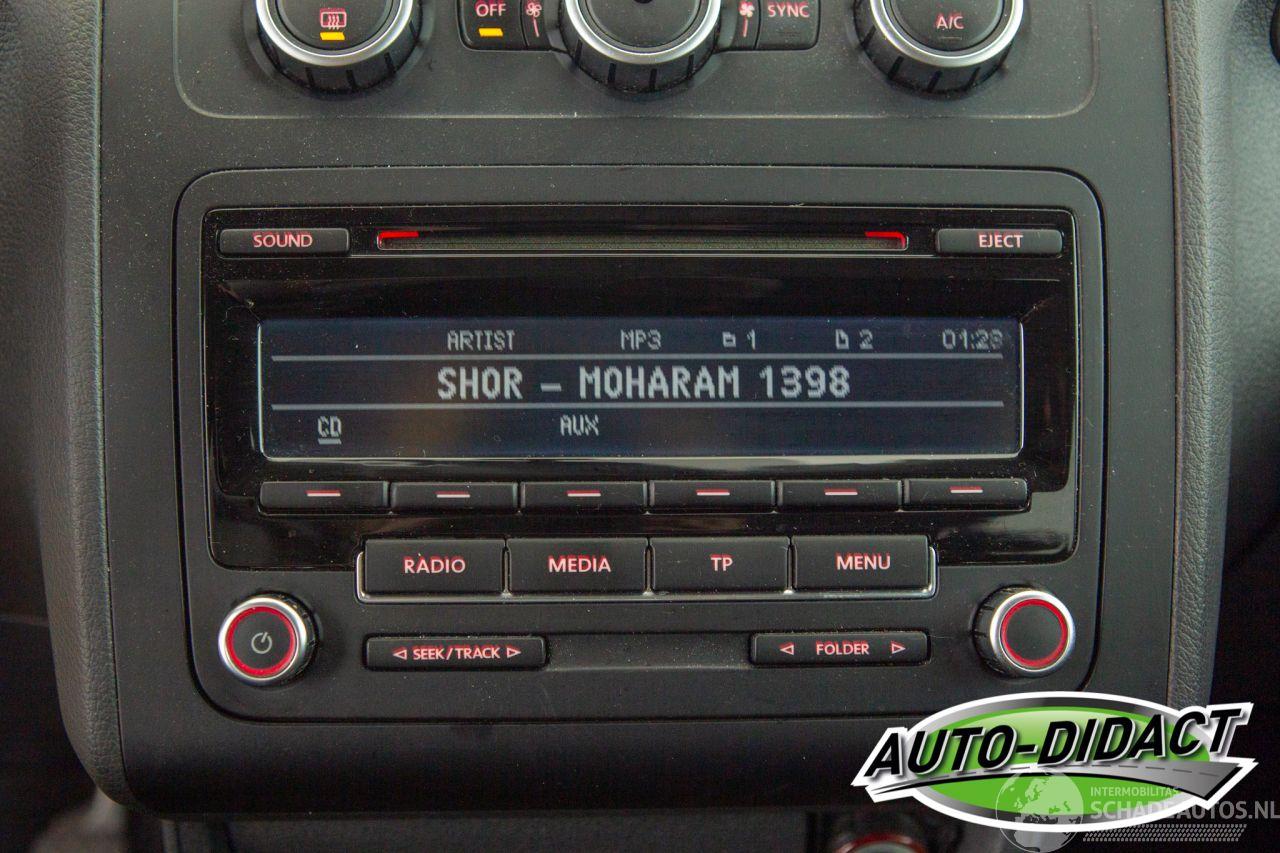 OFF SYNC A/C
SOUND EJECT
ARTIST MP3 1 2 01:28
SHOR - MOHARAM 1398
CD AUX
RADIO MEDIA TP MENU
SEEK/TRACK FOLDER
AUTO-DIDACT
INTERMOBILITAS
SCHADEAUTOS.NL